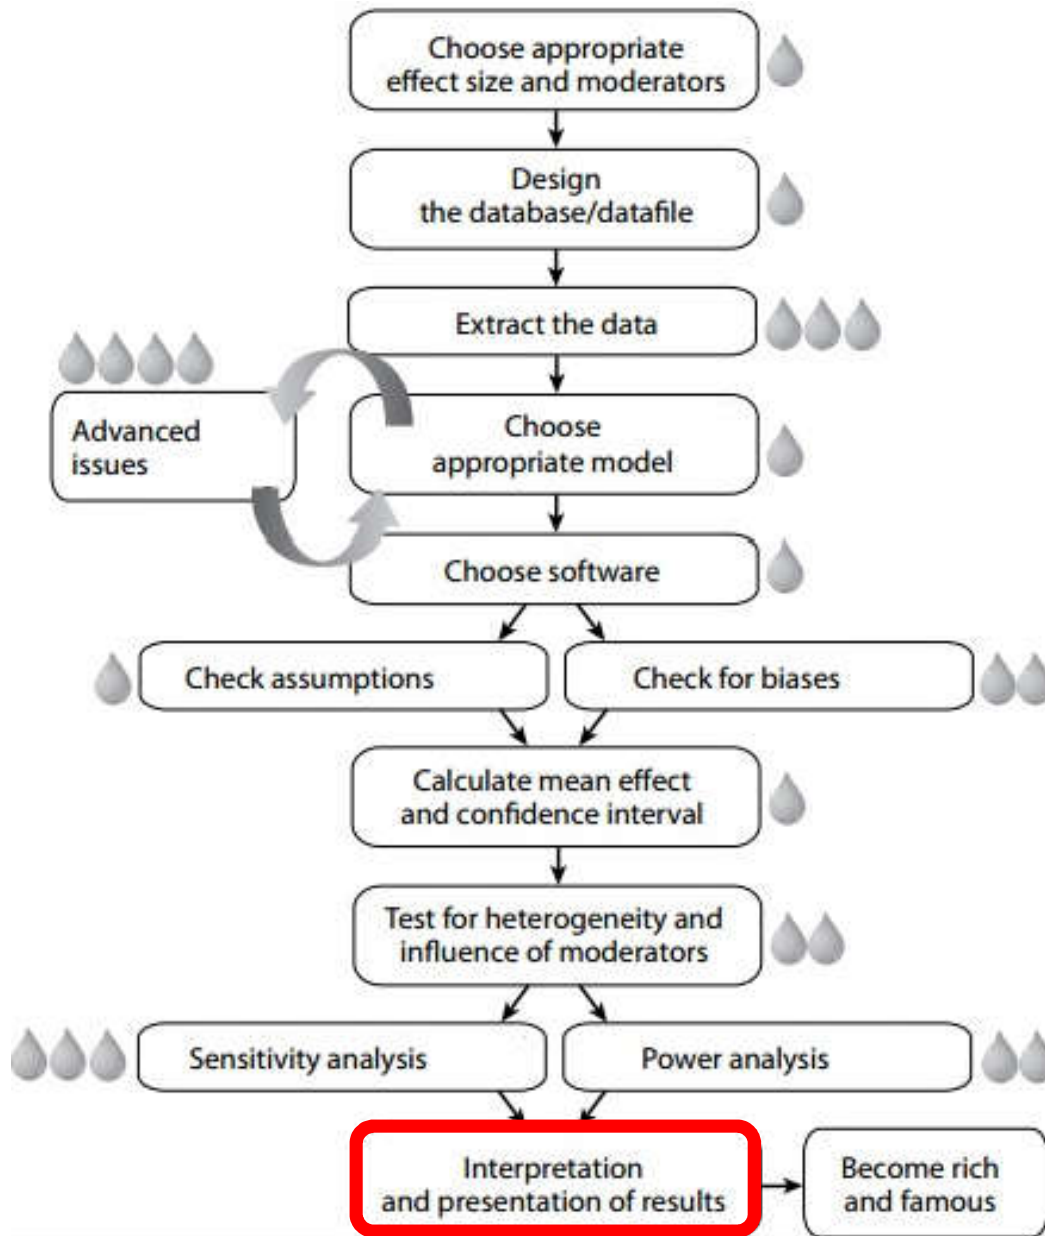 Choose appropriate
effect size and moderators
Design
the database/datafile
Extract the data
Advanced
issues
Choose
appropriate model
Choose software
Check assumptions
Check for biases
Calculate mean effect
and confidence interval
Test for heterogeneity and
influence of moderators
Sensitivity analysis
Power analysis
Interpretation
and presentation of results
Become rich
and famous